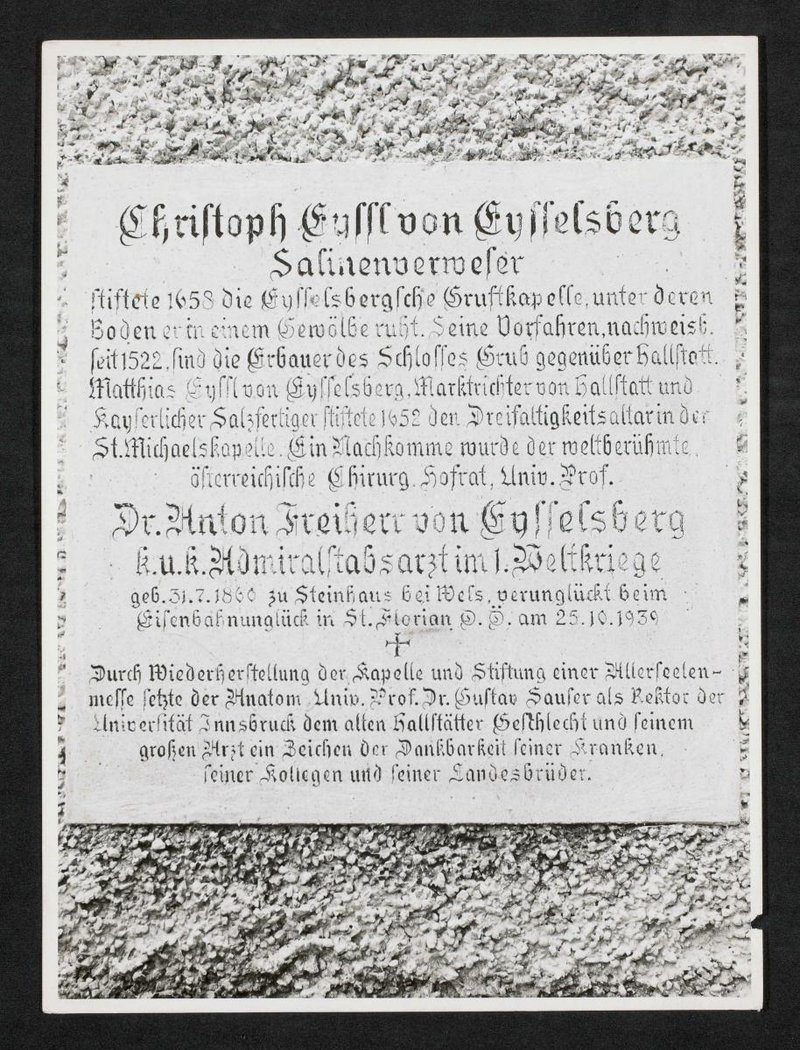 Christoph Eyssl von Eysselsberg
Salinenverweser
stiftete 1658 die Eysselsbergsche Gruftkapelle, unter deren
Boden er in einem Gewölbe ruht. Seine Vorfahren, nachweisb.
seit 1522, sind die Erbauer des Schlosses Grub gegenüber Hallstatt.
Matthias Eyssl von Eysselsberg, Marktrichter von Hallstatt und
Kayserlicher Salzfertiger stiftete 1652 den Dreifaltigkeitsaltar in der
St. Michaelskapelle. Ein Nachkomme wurde der weltberühmte,
österreichische Chirurg, Hofrat, Univ. Prof.
Dr. Anton Freiherr von Eysselsberg
k.u.k. Admiralstabsarzt im 1. Weltkriege
geb. 31.7.1860 zu Steinhaus bei Wels, verunglückt beim
Eisenbahnunglück in St. Florian O. Ö. am 25.10.1939
Durch Wiederherstellung der Kapelle und Stiftung einer Allerseelen-
messe setzte der Anatom Univ. Prof. Dr. Gustav Sauser als Rektor der
Universität Innsbruck dem alten Hallstätter Geschlecht und seinem
großen Arzt ein Zeichen der Dankbarkeit seiner Kranken,
seiner Kollegen und seiner Landesbrüder.